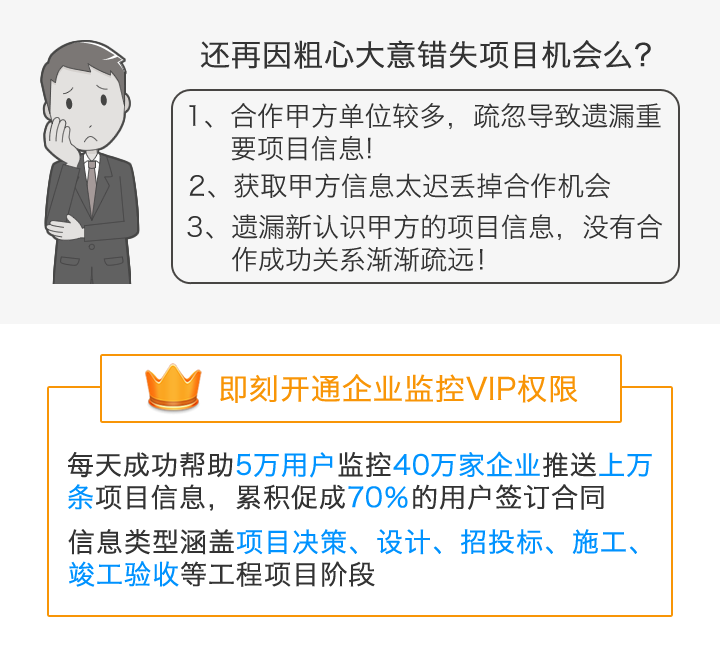 还再因粗心大意错失项目机会么?
1、合作甲方单位较多，疏忽导致遗漏重
要项目信息!
2、获取甲方信息太迟丢掉合作机会
3、遗漏新认识甲方的项目信息，没有合
作成功关系渐渐疏远!
即刻开通企业监控VIP权限
每天成功帮助5万用户监控40万家企业推送上万
条项目信息，累积促成70%的用户签订合同
信息类型涵盖项目决策、设计、招投标、施工、
竣工验收等工程项目阶段